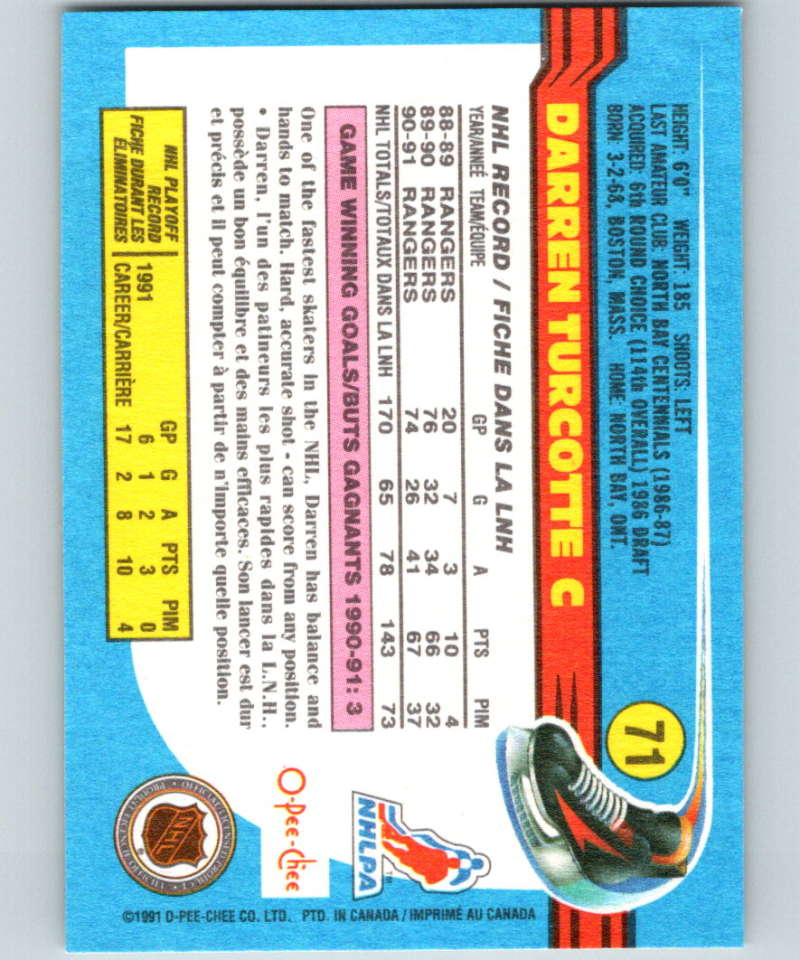 71
HEIGHT: 6'0" WEIGHT: 185 SHOOTS: LEFT
LAST AMATEUR CLUB: NORTH BAY CENTENNIALS (1986-87)
ACQUIRED: 6th ROUND CHOICE (114th OVERALL) 1986 DRAFT
BORN: 3-2-68, BOSTON, MASS. HOME: NORTH BAY, ONT.
DARREN TURCOTTE C
NHL RECORD / FICHE DANS LA LNH
YEAR/ANNÉE TEAM/ÉQUIPE GP G A PTS PIM
88-89 RANGERS 20 7 3 10 4
89-90 RANGERS 76 32 34 66 32
90-91 RANGERS 74 26 41 67 37
NHL TOTALS/TOTAUX DANS LA LNH 170 65 78 143 73
GAME WINNING GOALS/BUTS GAGNANTS 1990-91: 3
One of the fastest skaters in the NHL, Darren has balance and
hands to match. Hard, accurate shot - can score from any position.
• Darren, l'un des patineurs les plus rapides dans la L.N.H.,
possède un bon équilibre et des mains efficaces. Son lancer est dur
et précis et il peut compter à partir de n'importe quelle position.
NHL PLAYOFF
RECORD
FICHE DURANT LES
ÉLIMINATOIRES
GP G A PTS PIM
1991 6 1 2 3 0
CAREER/CARRIÈRE 17 2 8 10 4
NHLPA
TM
O-Pee-Chee
NHL
®
©1991 O-PEE-CHEE CO. LTD. PTD. IN CANADA / IMPRIMÉ AU CANADA